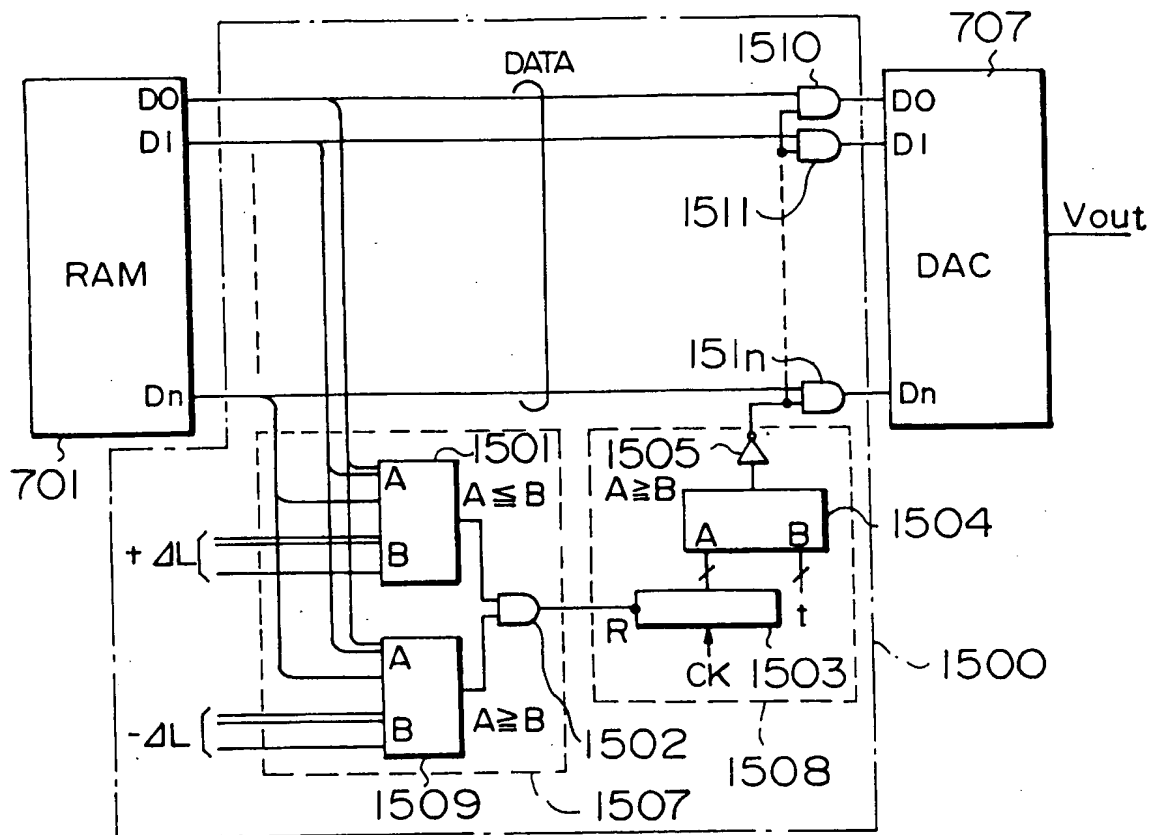 707
1510
DATA
D0
D0
D1
D1
1511
Vout
RAM
DAC
151n
Dn
Dn
701
1501
1505
A
A≦B
A≧B
1504
+ΔL
B
A
B
t
R
1503
CK
1500
A
-ΔL
B
A≧B
1502
1508
1509
1507